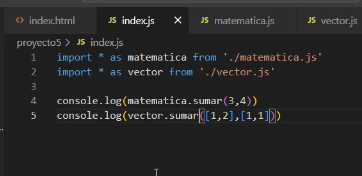 index.html
index.js
matematica.js
vector.js
proyecto5 > index.js
1 import * as matematica from './matematica.js'
2 import * as vector from './vector.js'
3
4 console.log(matematica.sumar(3,4))
5 console.log(vector.sumar([1,2],[1,1]))